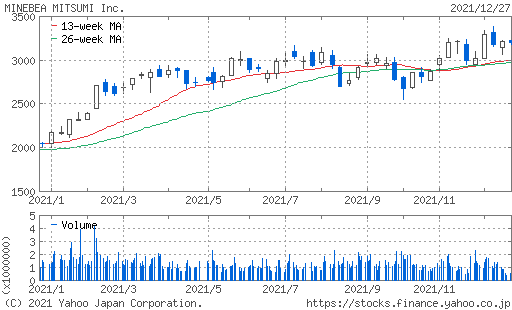 MINEBEA MITSUMI Inc. 2021/12/27
13-week MA
26-week MA
3500
3000
2500
2000
1500
2021/1 2021/3 2021/5 2021/7 2021/9 2021/11
Volume
5
4
3
2
1
0
(x1000000)
2021/1 2021/3 2021/5 2021/7 2021/9 2021/11
(C) 2021 Yahoo Japan Corporation. https://stocks.finance.yahoo.co.jp/